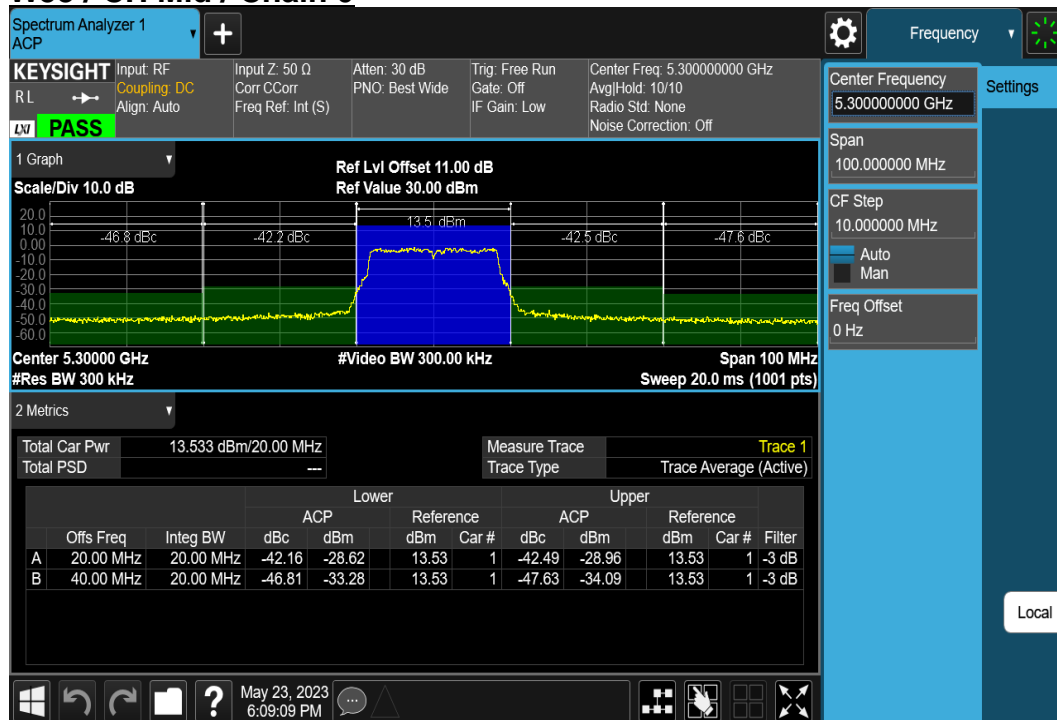 Spectrum Analyzer 1
ACP
+
Frequency
KEYSIGHT Input: RF Input Z: 50 Ω Atten: 30 dB Trig: Free Run Center Freq: 5.300000000 GHz
R L Coupling: DC Corr CCorr PNO: Best Wide Gate: Off Avg|Hold: 10/10
Align: Auto Freq Ref: Int (S) IF Gain: Low Radio Std: None
LXI PASS Noise Correction: Off
Center Frequency
5.300000000 GHz
Settings
Span
100.000000 MHz
CF Step
10.000000 MHz
Auto
Man
Freq Offset
0 Hz
1 Graph
Ref Lvl Offset 11.00 dB
Scale/Div 10.0 dB Ref Value 30.00 dBm
20.0
13.5 dBm
10.0
-46.8 dBc -42.2 dBc -42.5 dBc -47.6 dBc
0.00
-10.0
-20.0
-30.0
-40.0
-50.0
-60.0
Center 5.30000 GHz #Video BW 300.00 kHz Span 100 MHz
#Res BW 300 kHz Sweep 20.0 ms (1001 pts)
2 Metrics
Total Car Pwr 13.533 dBm/20.00 MHz Measure Trace Trace 1
Total PSD --- Trace Type Trace Average (Active)
Lower Upper
ACP Reference ACP Reference
Offs Freq Integ BW dBc dBm dBm Car # dBc dBm dBm Car # Filter
A 20.00 MHz 20.00 MHz -42.16 -28.62 13.53 1 -42.49 -28.96 13.53 1 -3 dB
B 40.00 MHz 20.00 MHz -46.81 -33.28 13.53 1 -47.63 -34.09 13.53 1 -3 dB
Local
? May 23, 2023
6:09:09 PM